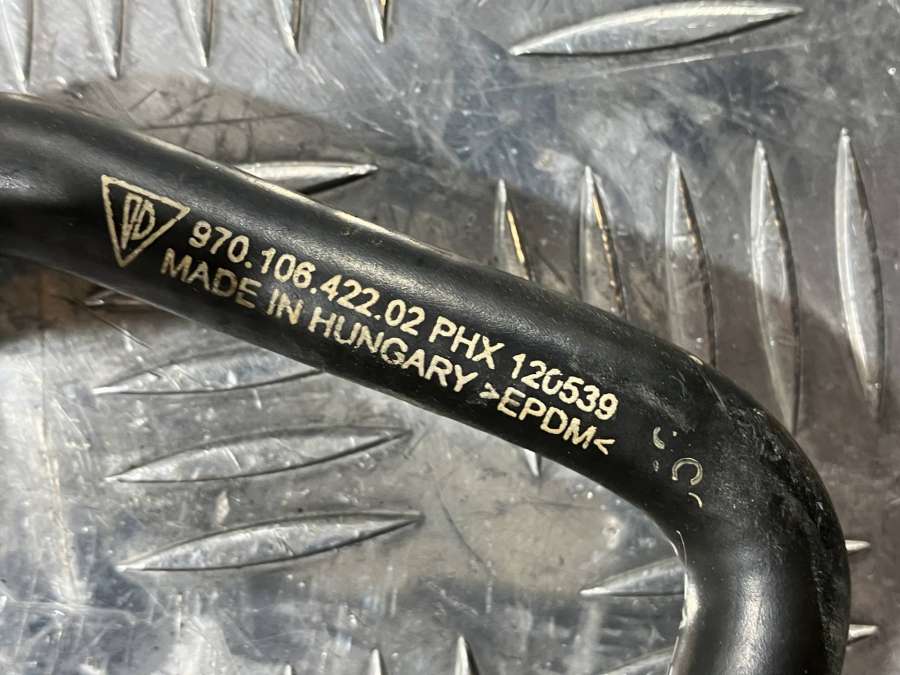 970.106.422.02 PHX 120539
MADE IN HUNGARY >EPDM<